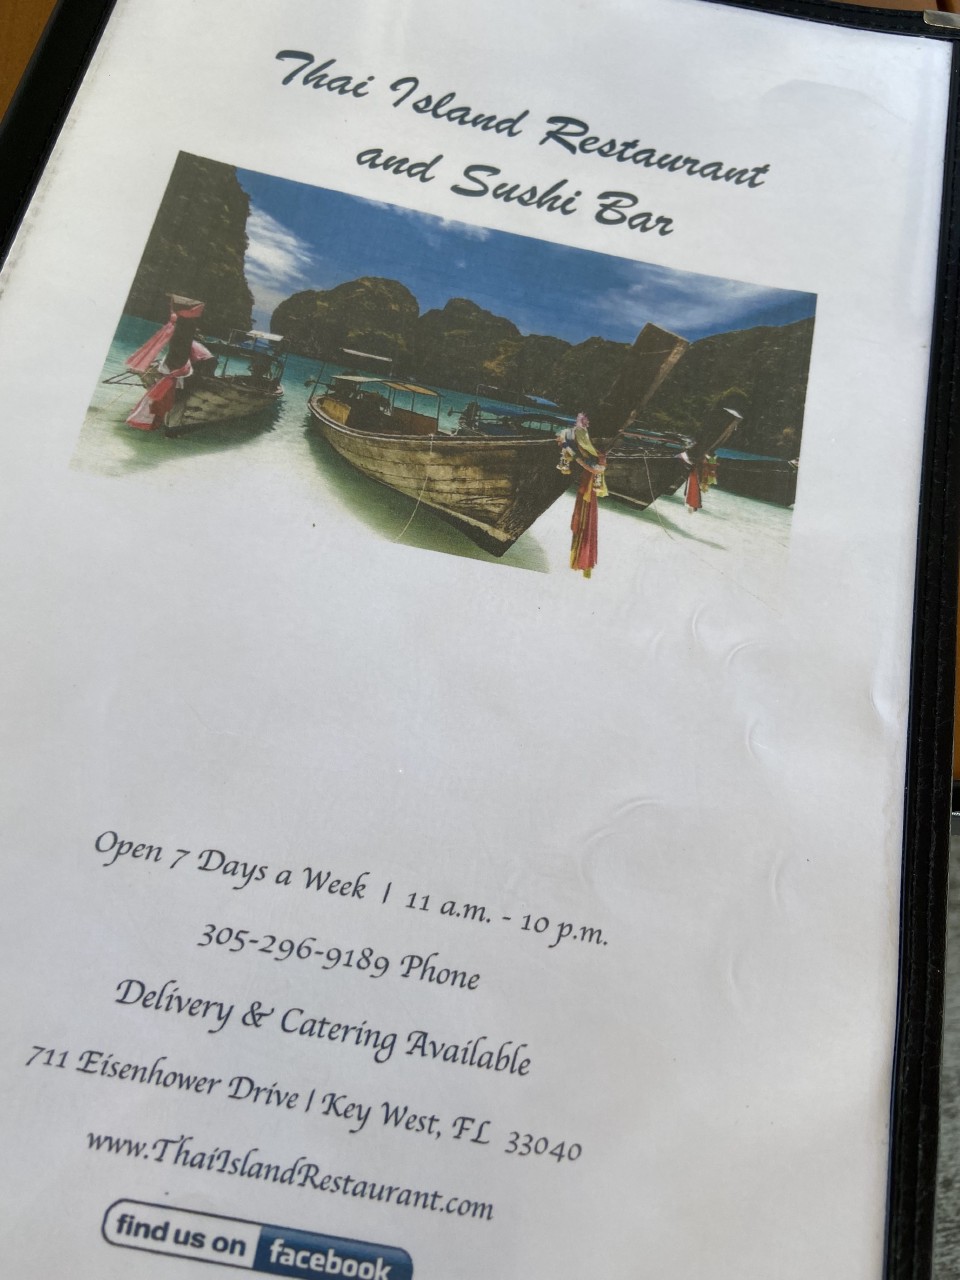 Thai Island Restaurant
and Sushi Bar
Open 7 Days a Week | 11 a.m. - 10 p.m.
305-296-9189 Phone
Delivery & Catering Available
711 Eisenhower Drive | Key West, FL 33040
www.ThaiIslandRestaurant.com
find us on facebook